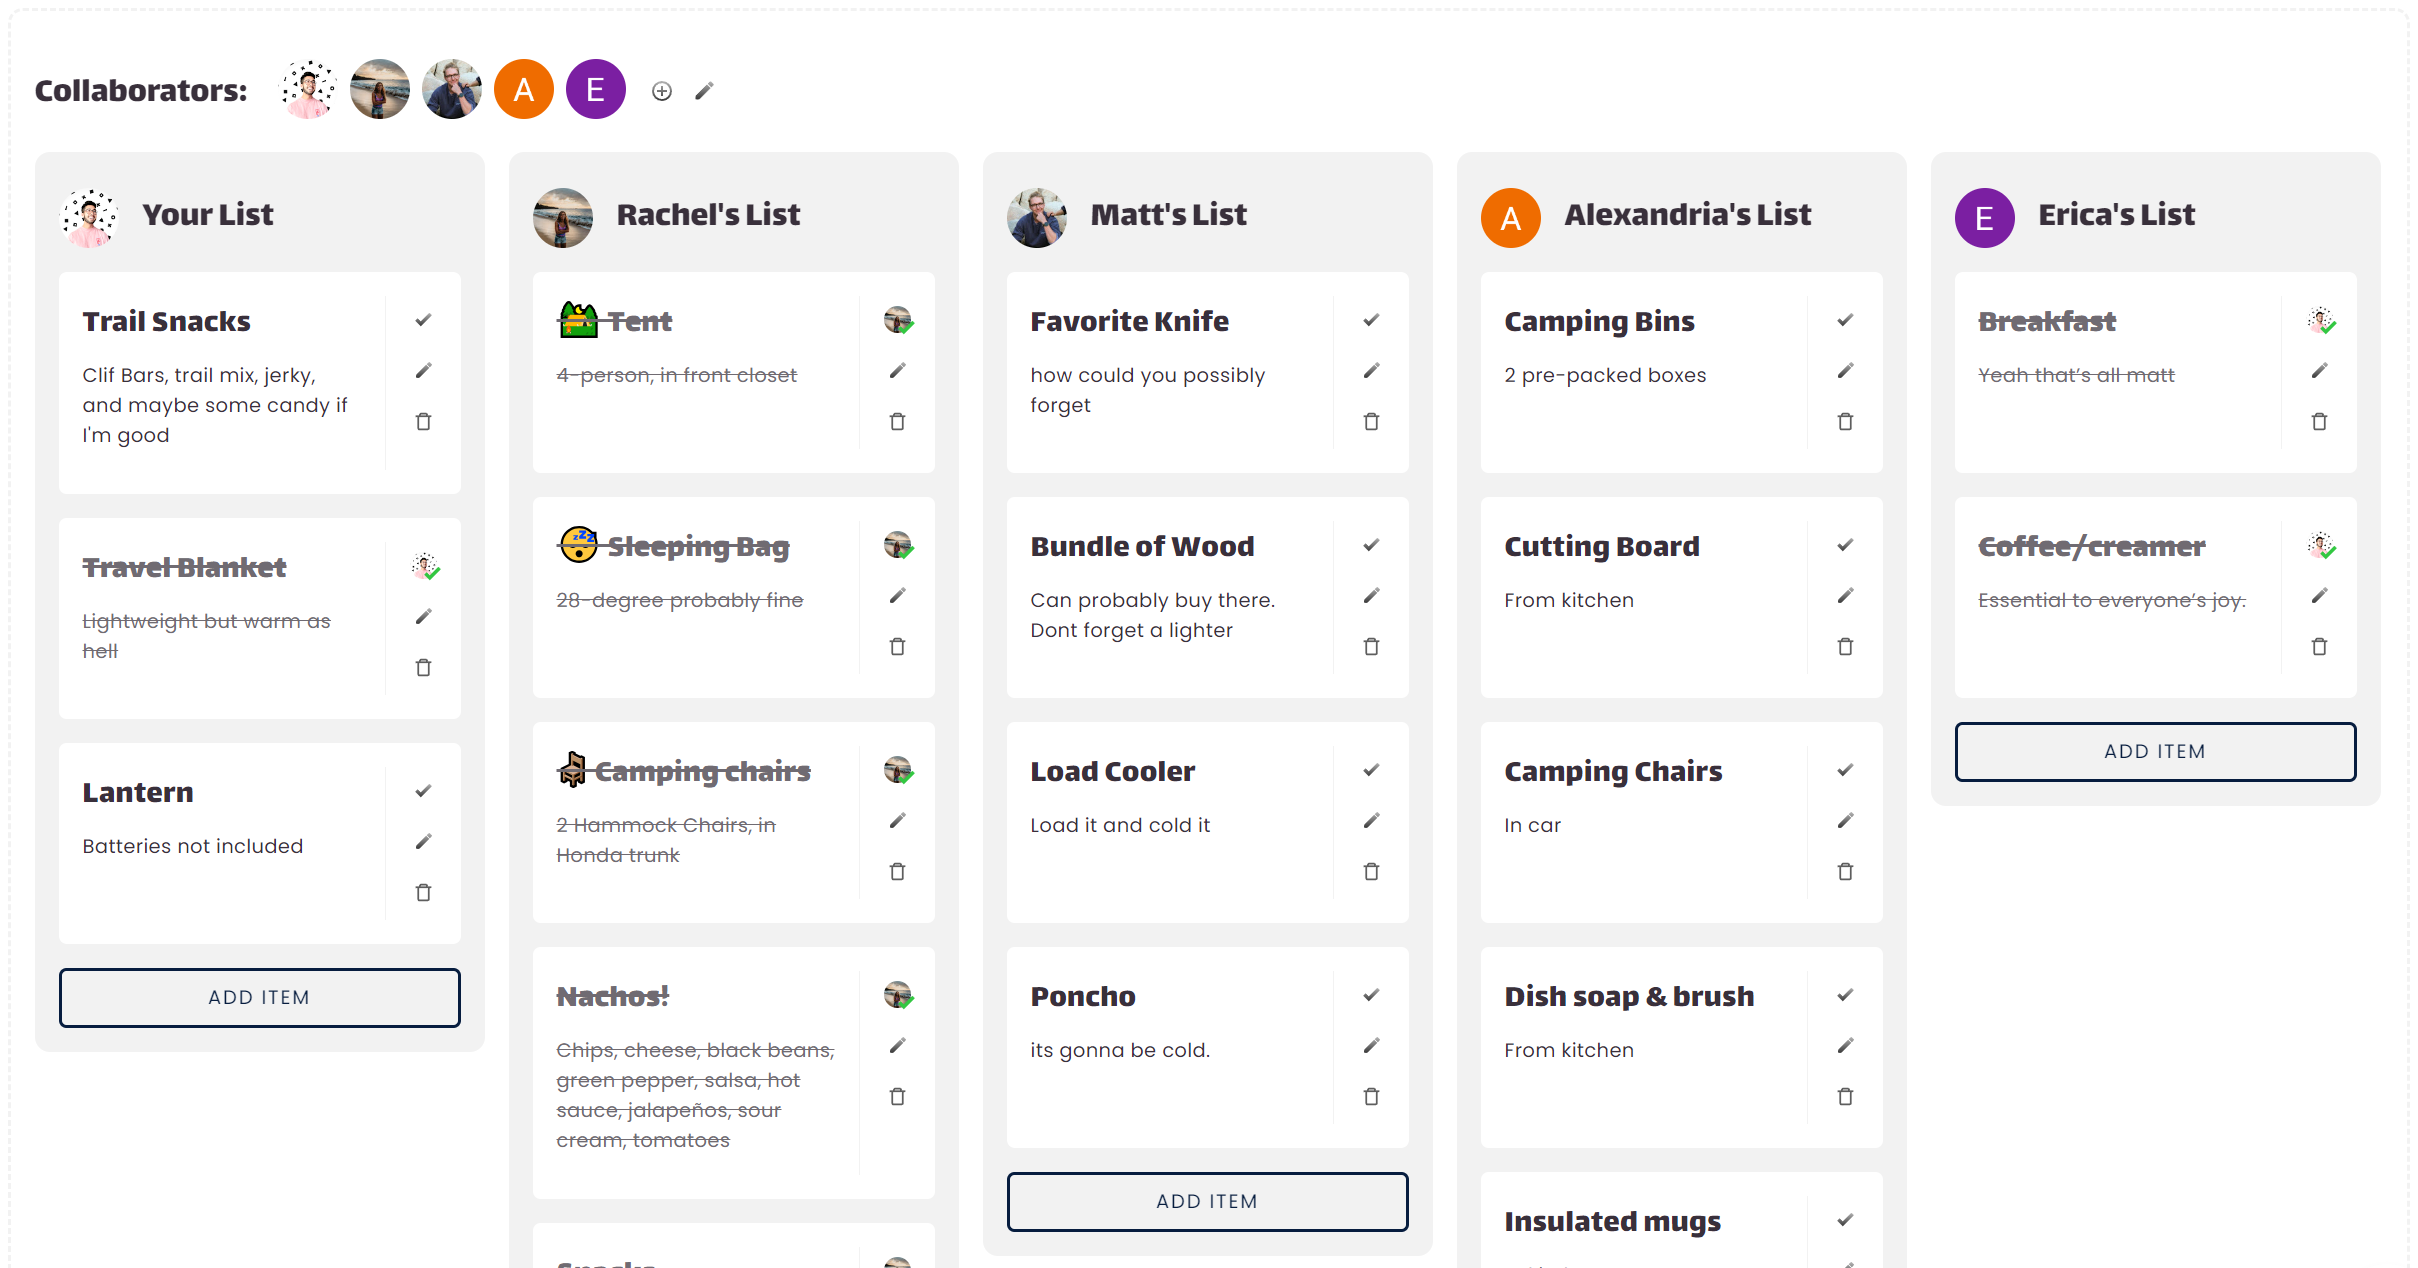 Collaborators:
A
E
Your List
Trail Snacks
Clif Bars, trail mix, jerky,
and maybe some candy if
I'm good
Travel Blanket
Lightweight but warm as
hell
Lantern
Batteries not included
ADD ITEM
Rachel's List
Tent
4-person, in front closet
Sleeping Bag
28-degree probably fine
Camping chairs
2 Hammock Chairs, in
Honda trunk
Nachos!
Chips, cheese, black beans,
green pepper, salsa, hot
sauce, jalapeños, sour
cream, tomatoes
Matt's List
Favorite Knife
how could you possibly
forget
Bundle of Wood
Can probably buy there.
Dont forget a lighter
Load Cooler
Load it and cold it
Poncho
its gonna be cold.
ADD ITEM
A
Alexandria's List
Camping Bins
2 pre-packed boxes
Cutting Board
From kitchen
Camping Chairs
In car
Dish soap & brush
From kitchen
Insulated mugs
E
Erica's List
Breakfast
Yeah that’s all matt
Coffee/creamer
Essential to everyone’s joy.
ADD ITEM